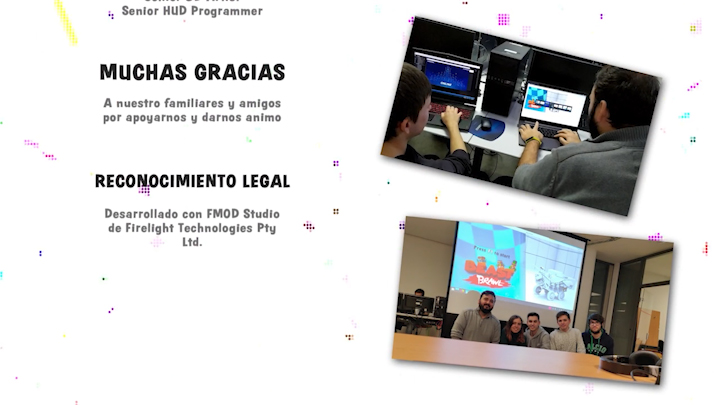 Senior HUD Programmer
MUCHAS GRACIAS
A nuestro familiares y amigos
por apoyarnos y darnos animo
RECONOCIMIENTO LEGAL
Desarrollado con FMOD Studio
de Firelight Technologies Pty
Ltd.
BRAWL